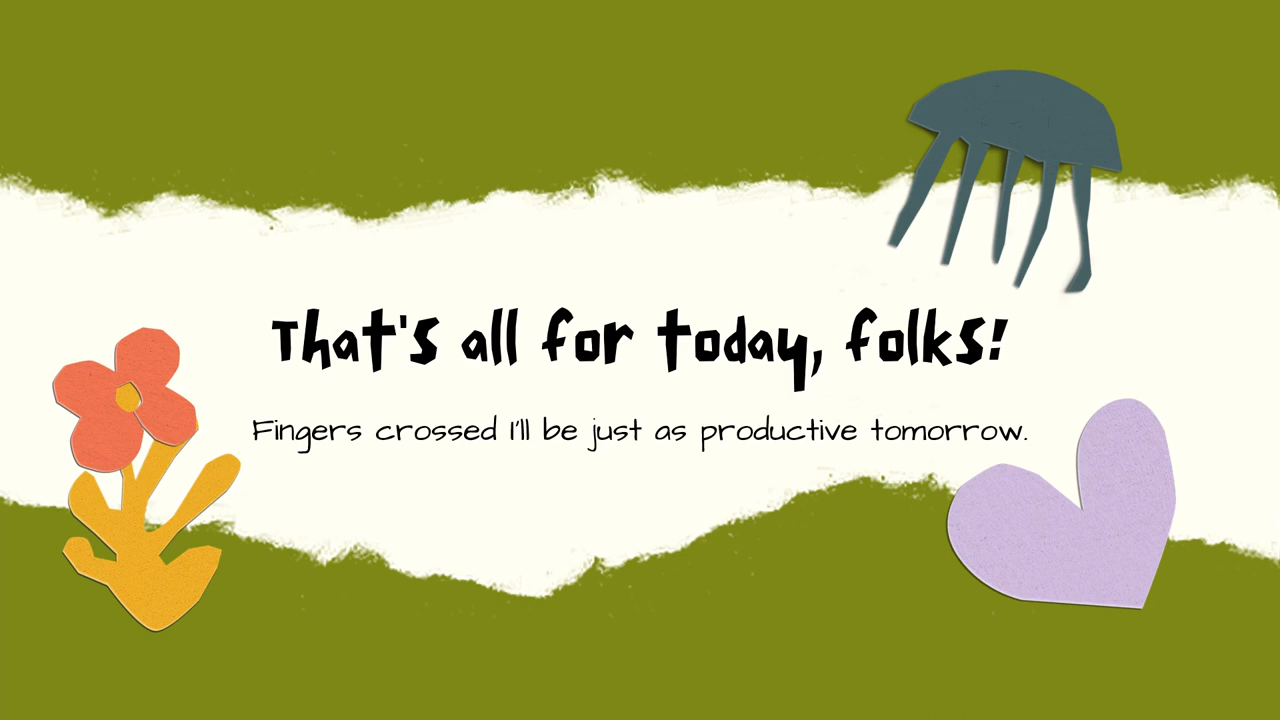 That's all for today, folks!
Fingers crossed I'll be just as productive tomorrow.